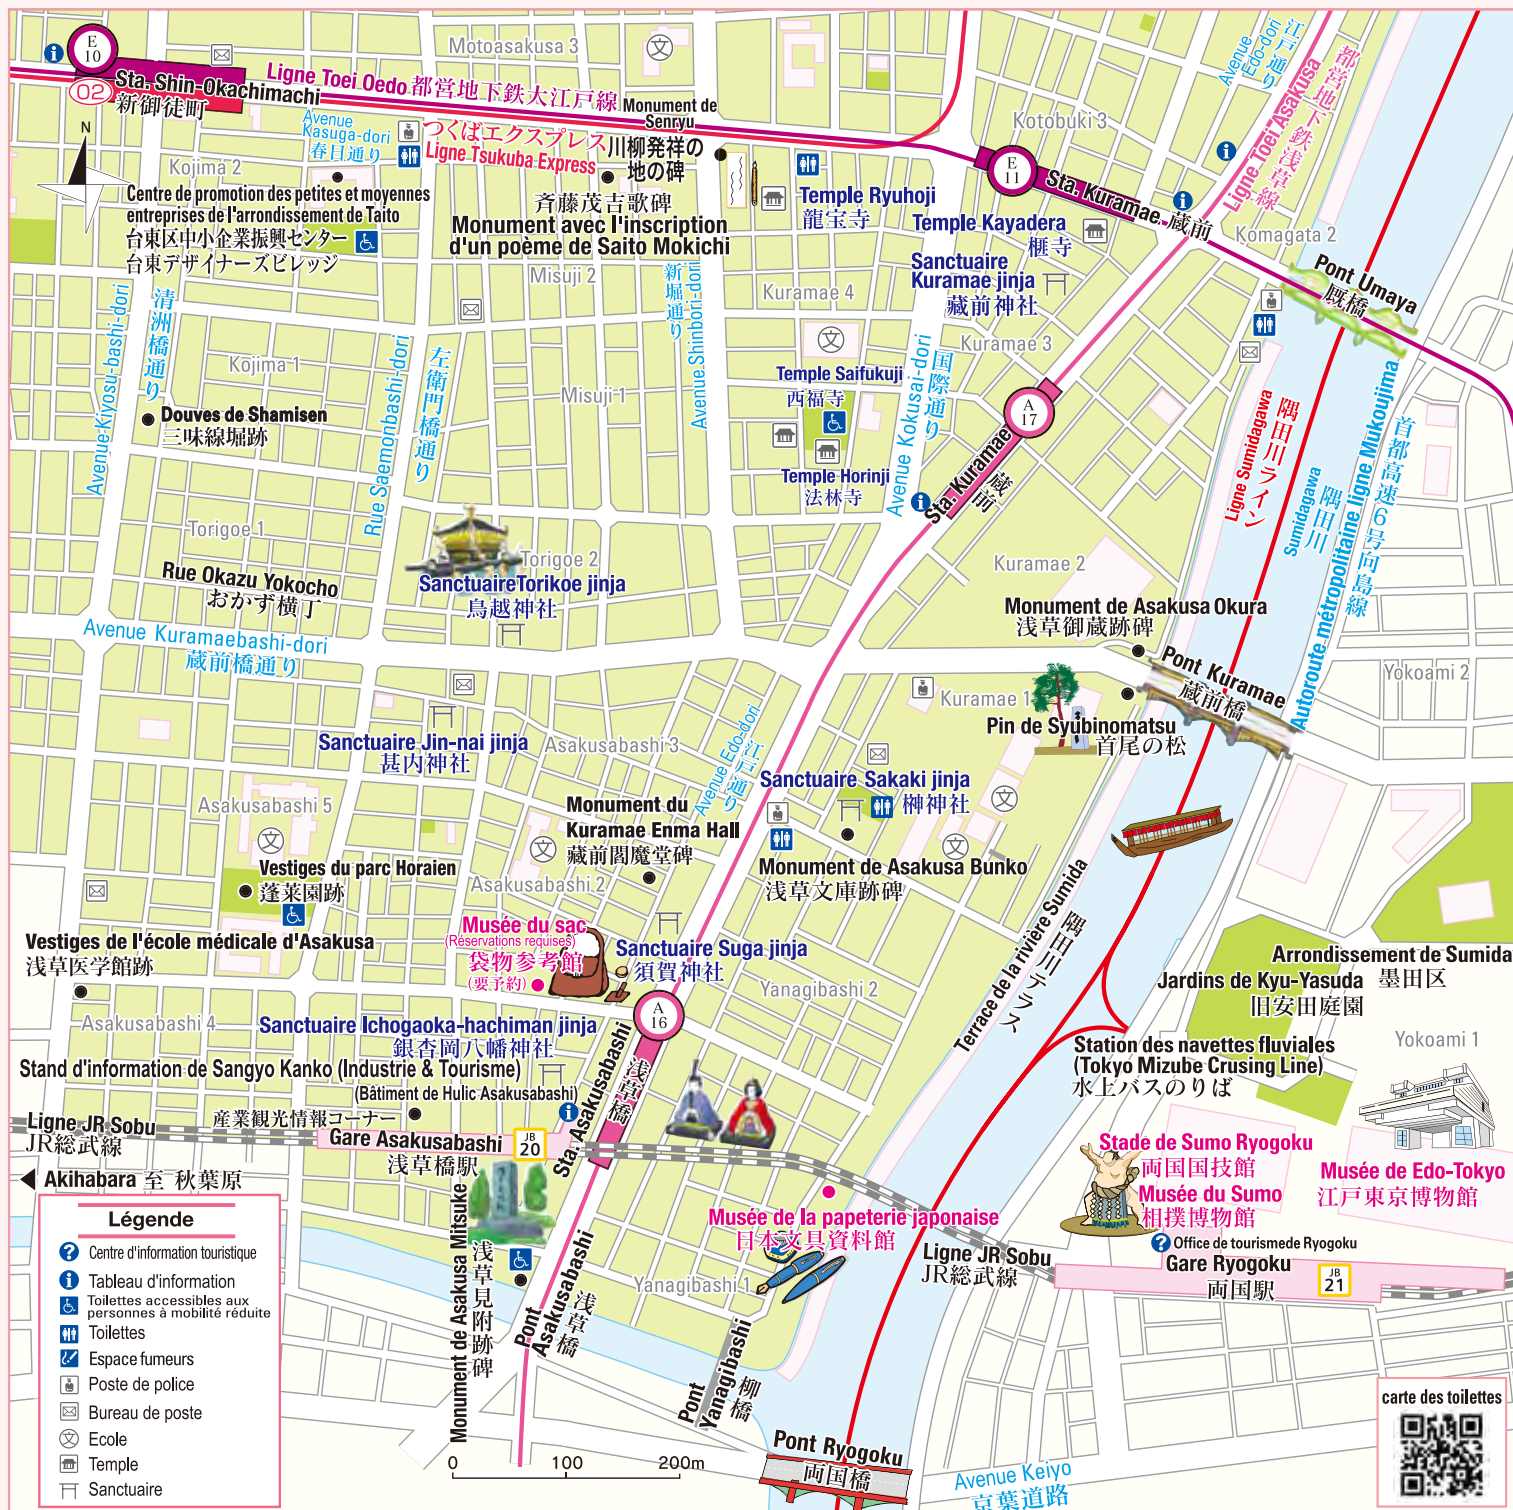 E
10
Motoasakusa 3
文
Sta. Shin-Okachimachi
新御徒町
02
Ligne Toei Oedo 都営地下鉄大江戸線
つくばエクスプレス
Ligne Tsukuba Express
Avenue
Kasuga-dori
春日通り
Monument de
Senryu
川柳発祥の
地の碑
Kotobuki 3
Avenue
Edo-dori
江戸通り
Ligne Toei Asakusa
都営地下鉄浅草線
N
Kojima 2
Centre de promotion des petites et moyennes
entreprises de l'arrondissement de Taito
台東区中小企業振興センター
台東デザイナーズビレッジ
斉藤茂吉歌碑
Monument avec l'inscription
d'un poème de Saito Mokichi
Temple Ryuhoji
龍宝寺
E
11
Sta. Kuramae
蔵前
Temple Kayadera
榧寺
Sanctuaire
Kuramae jinja
蔵前神社
Komagata 2
Pont Umaya
厩橋
Misuji 2
Kuramae 4
文
Kuramae 3
Avenue Kiyosu-bashi-dori
清洲橋通り
Kojima 1
Rue Saemonbashi-dori
左衛門橋通り
新堀通り
Avenue Shinbori-dori
Misuji 1
Temple Saifukuji
西福寺
Temple Horinji
法林寺
Avenue Kokusai-dori
国際通り
A
17
Sta. Kuramae
蔵前
Douves de Shamisen
三味線堀跡
Ligne Sumidagawa
隅田川ライン
Sumidagawa
隅田川
Autoroute métropolitaine ligne Mukoujima
首都高速6号向島線
Torigoe 1
Torigoe 2
Sanctuaire Torikoe jinja
鳥越神社
Rue Okazu Yokocho
おかず横丁
Avenue Kuramaebashi-dori
蔵前橋通り
Kuramae 2
Monument de Asakusa Okura
浅草御蔵跡碑
Pont Kuramae
蔵前橋
Yokoami 2
Kuramae 1
Pin de Syubinomatsu
首尾の松
Sanctuaire Jin-nai jinja
甚内神社
Asakusabashi 3
Avenue Edo-dori
江戸通り
Sanctuaire Sakaki jinja
榊神社
文
Asakusabashi 5
文
Monument du
Kuramae Enma Hall
蔵前閻魔堂碑
文
文
Monument de Asakusa Bunko
浅草文庫跡碑
Vestiges du parc Horaien
蓬莱園跡
Asakusabashi 2
Musée du sac
(Réservations requises)
袋物参考館
(要予約)
Sanctuaire Suga jinja
須賀神社
Vestiges de l'école médicale d'Asakusa
浅草医学館跡
Terrace de la rivière Sumida
隅田川テラス
Arrondissement de Sumida
墨田区
Jardins de Kyu-Yasuda
旧安田庭園
Yanagibashi 2
Asakusabashi 4
Sanctuaire Ichogaoka-hachiman jinja
銀杏岡八幡神社
A
16
Sta. Asakusabashi
浅草橋
Station des navettes fluviales
(Tokyo Mizube Crusing Line)
水上バスのりば
Yokoami 1
Stand d'information de Sangyo Kanko (Industrie & Tourisme)
(Bâtiment de Hulic Asakusabashi)
産業観光情報コーナー
Ligne JR Sobu
JR総武線
Gare Asakusabashi
浅草橋駅
JB
20
Akihabara 至 秋葉原
Stade de Sumo Ryogoku
両国国技館
Musée du Sumo
相撲博物館
Musée de Edo-Tokyo
江戸東京博物館
Office de tourismede Ryogoku
Musée de la papeterie japonaise
日本文具資料館
Ligne JR Sobu
JR総武線
Gare Ryogoku
両国駅
JB
21
Monument de Asakusa Mitsuke
浅草見附跡碑
Pont
Asakusabashi
浅草橋
Yanagibashi 1
Pont
Yanagibashi
柳橋
Légende
Centre d'information touristique
Tableau d'information
Toilettes accessibles aux
personnes à mobilité réduite
Toilettes
Espace fumeurs
Poste de police
Bureau de poste
文 Ecole
Temple
Sanctuaire
0 100 200m
Pont Ryogoku
両国橋
Avenue Keiyo
京葉道路
carte des toilettes